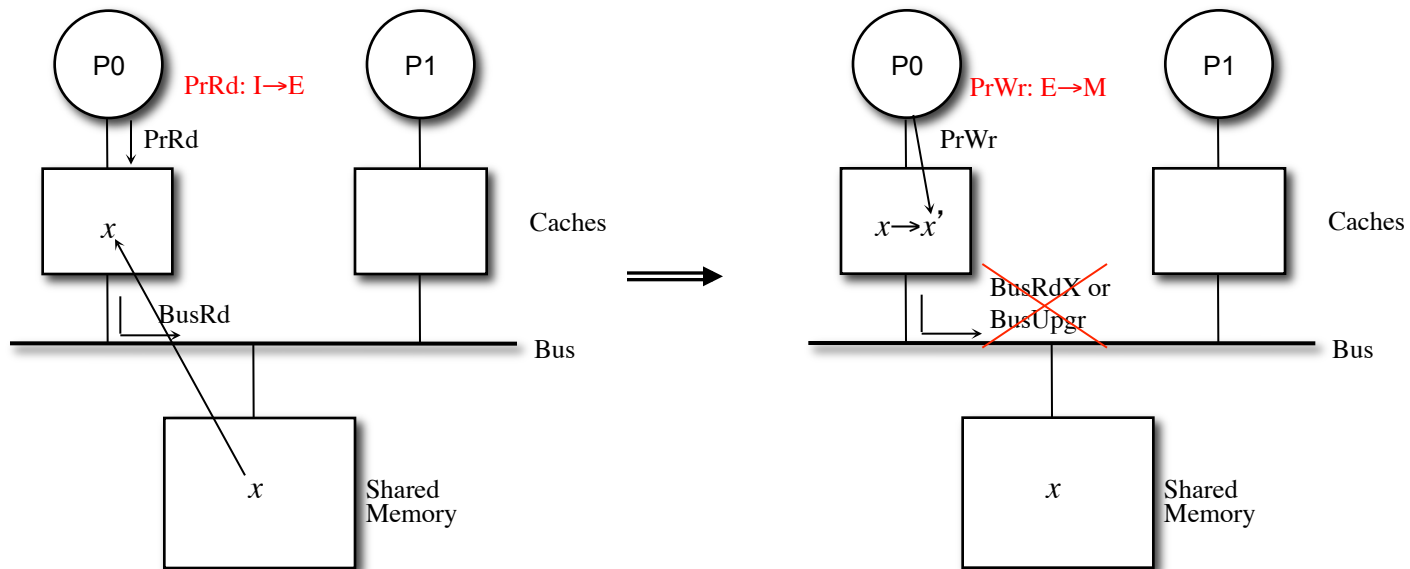 P0
PrRd: I→E
P1
PrRd
x
Caches
BusRd
Bus
x
Shared
Memory
P0
PrWr: E→M
P1
PrWr
x→x’
Caches
BusRdX or
BusUpgr
Bus
x
Shared
Memory